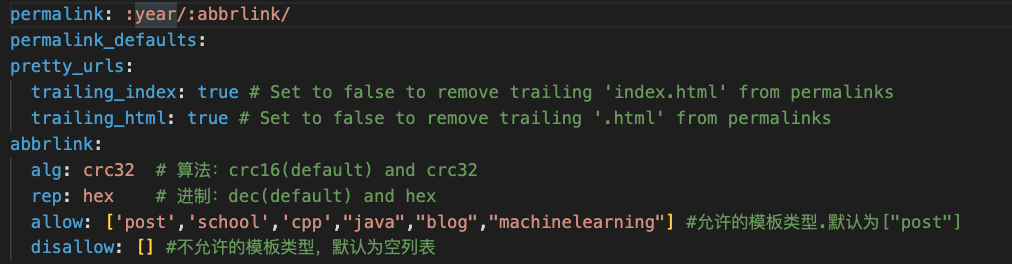 permalink: :year/:abbrlink/
permalink_defaults:
pretty_urls:
  trailing_index: true # Set to false to remove trailing 'index.html' from permalinks
  trailing_html: true # Set to false to remove trailing '.html' from permalinks
abbrlink:
  alg: crc32  # 算法：crc16(default) and crc32
  rep: hex    # 进制：dec(default) and hex
  allow: ['post','school','cpp',"java","blog","machinelearning"] #允许的模板类型.默认为["post"]
  disallow: [] #不允许的模板类型，默认为空列表